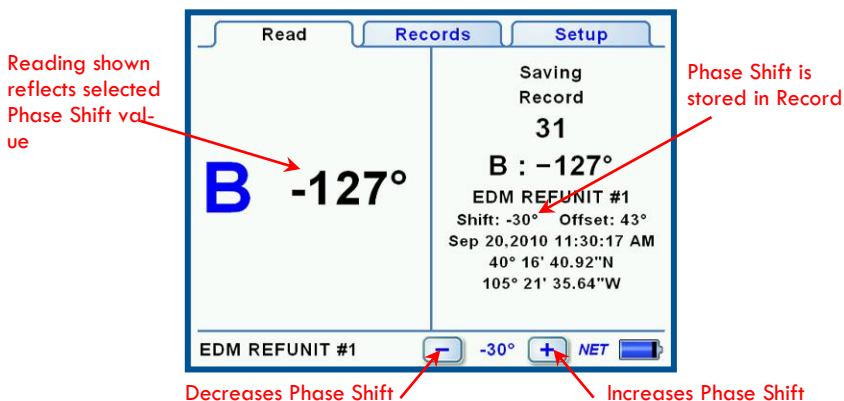 Read
Records
Setup
Reading shown
reflects selected
Phase Shift val-
ue
B -127°
Saving
Record
31
B : −127°
EDM REFUNIT #1
Shift: -30° Offset: 43°
Sep 20,2010 11:30:17 AM
40° 16' 40.92"N
105° 21' 35.64"W
Phase Shift is
stored in Record
EDM REFUNIT #1
− -30° + NET
Decreases Phase Shift
Increases Phase Shift